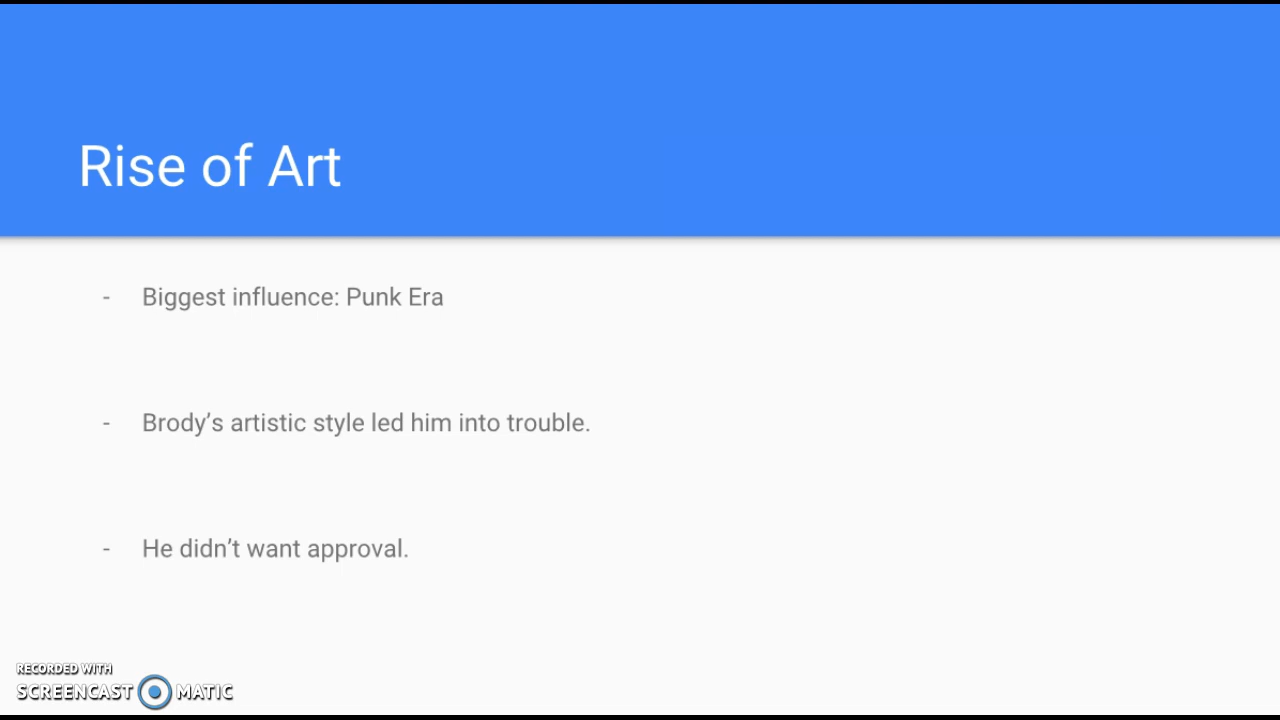 Rise of Art
- Biggest influence: Punk Era
- Brody’s artistic style led him into trouble.
- He didn’t want approval.
RECORDED WITH
SCREENCAST MATIC